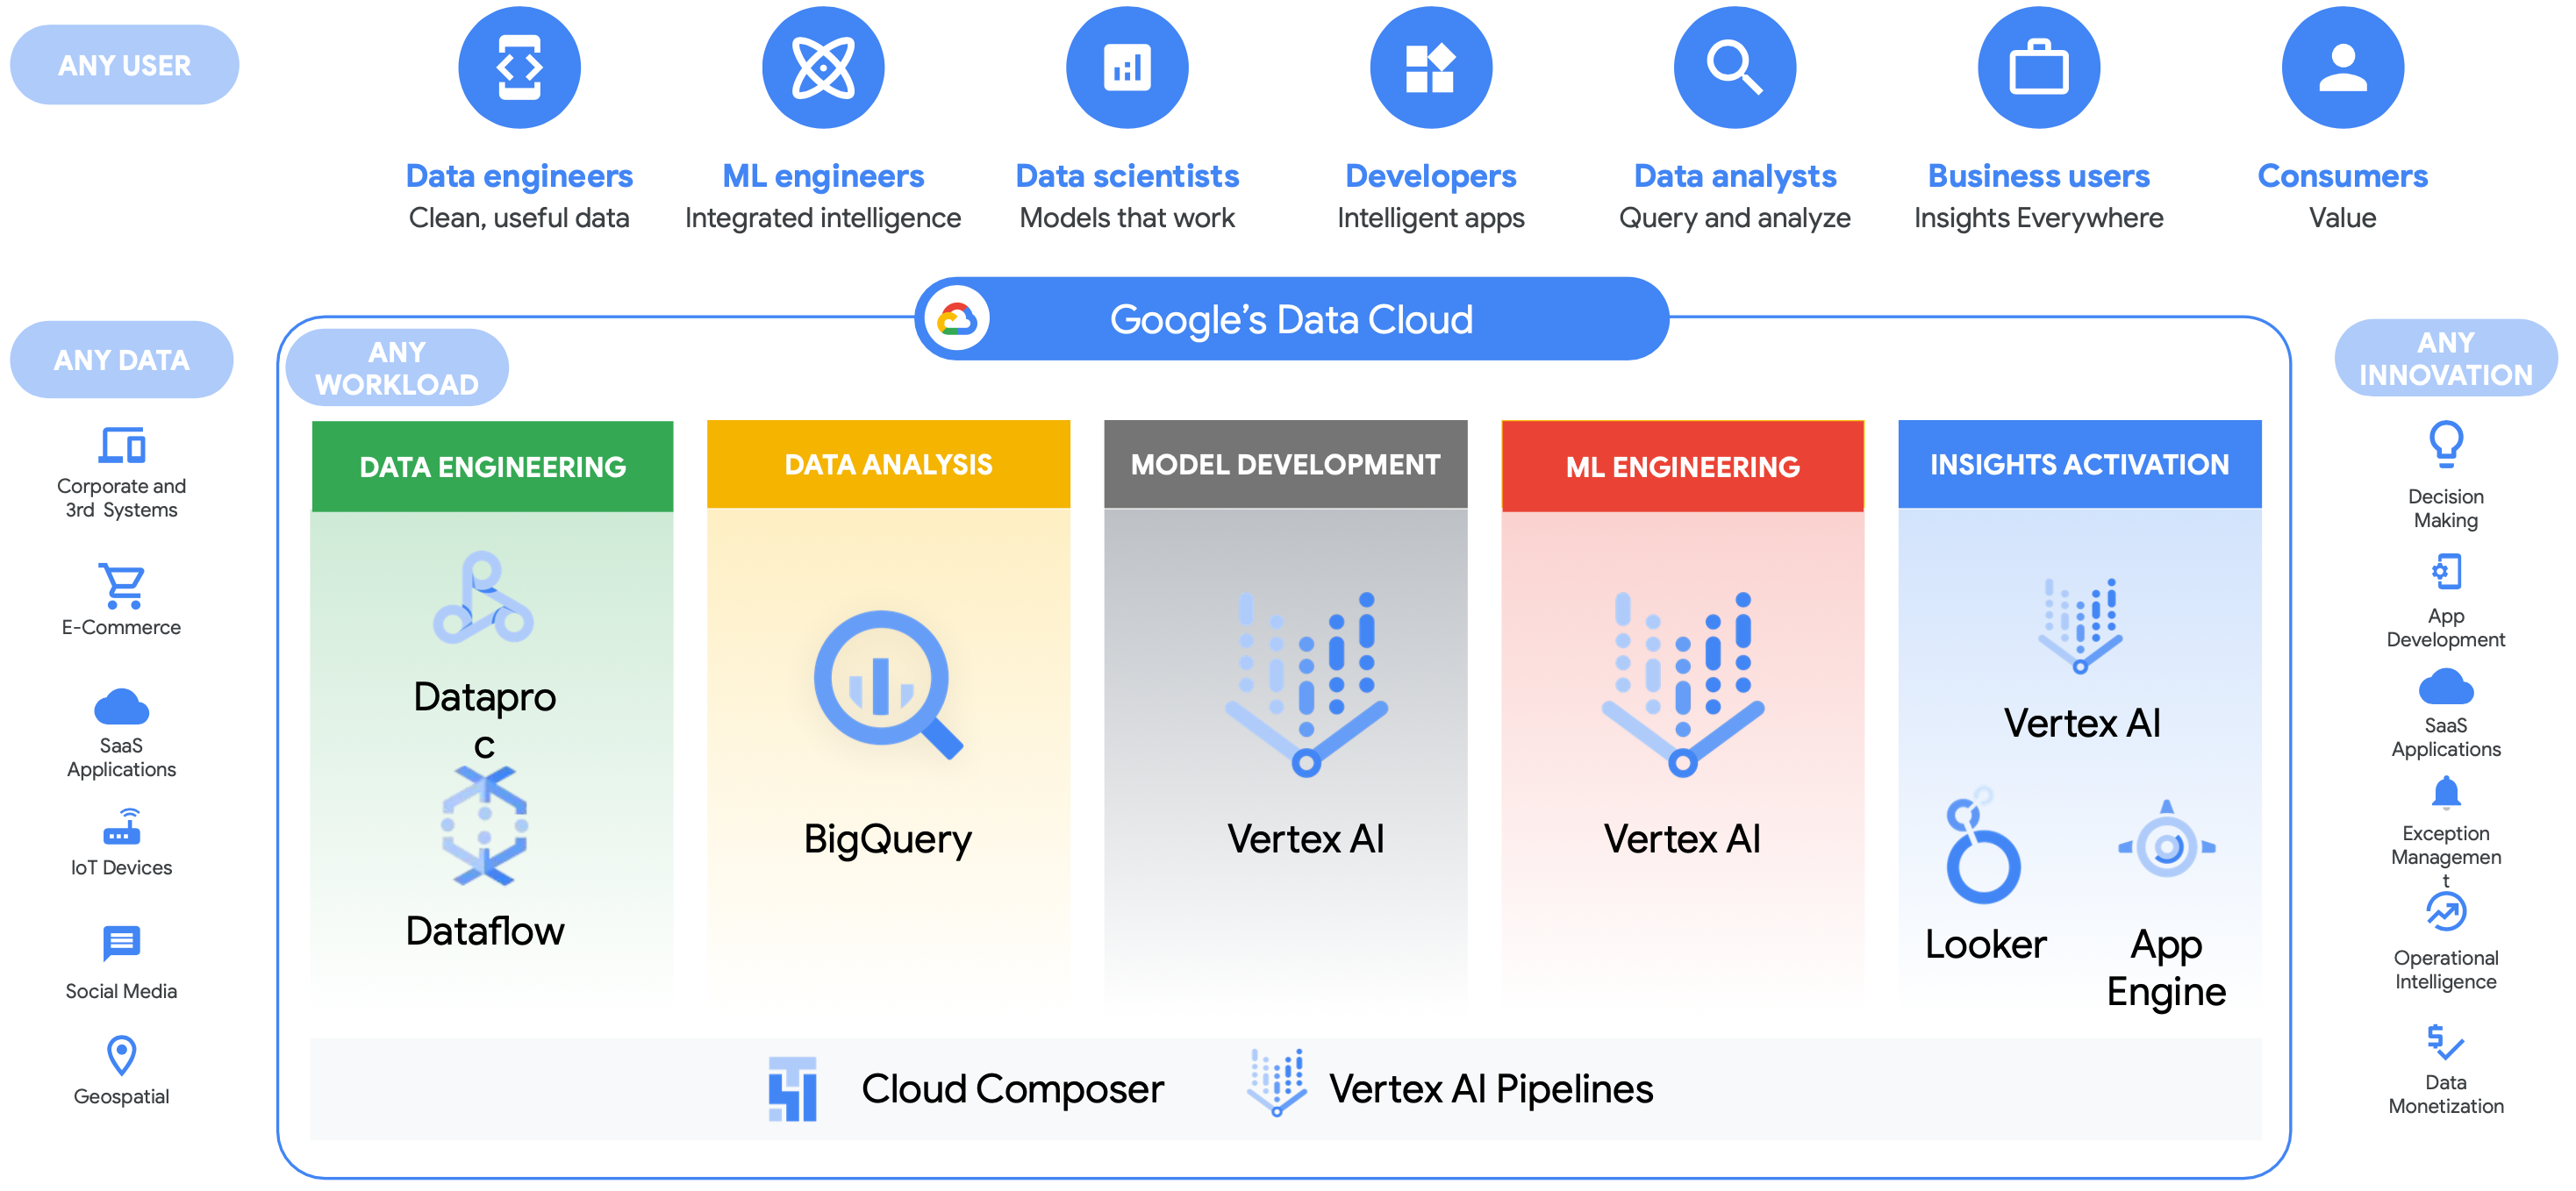 ANY USER
Data engineers
Clean, useful data
ML engineers
Integrated intelligence
Data scientists
Models that work
Developers
Intelligent apps
Data analysts
Query and analyze
Business users
Insights Everywhere
Consumers
Value
Google’s Data Cloud
ANY DATA
Corporate and
3rd Systems
E-Commerce
SaaS
Applications
IoT Devices
Social Media
Geospatial
ANY
WORKLOAD
DATA ENGINEERING
Datapro
c
Dataflow
DATA ANALYSIS
BigQuery
MODEL DEVELOPMENT
Vertex AI
ML ENGINEERING
Vertex AI
INSIGHTS ACTIVATION
Vertex AI
Looker
App
Engine
Cloud Composer
Vertex AI Pipelines
ANY
INNOVATION
Decision
Making
App
Development
SaaS
Applications
Exception
Managemen
t
Operational
Intelligence
Data
Monetization